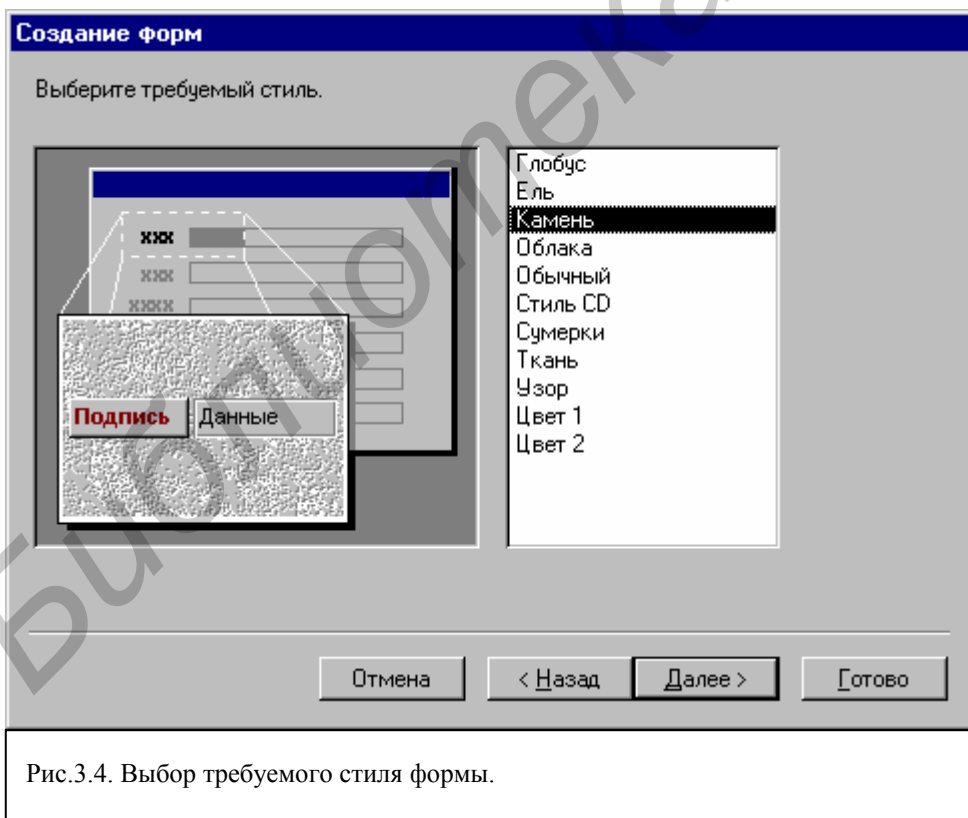 Создание форм
Выберите требуемый стиль.
xxx
xxx
xxxx
Подпись
Данные
Глобус
Ель
Камень
Облака
Обычный
Стиль CD
Сумерки
Ткань
Узор
Цвет 1
Цвет 2
Отмена
< Назад
Далее >
Готово
Рис.3.4. Выбор требуемого стиля формы.
Библиотека